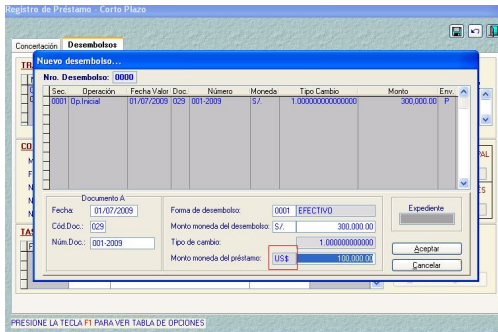 Registro de Préstamo - Corto Plazo
Concertación Desembolsos
Nuevo desembolso...
Nro. Desembolso: 0000
Sec. Operación Fecha Valor Doc. Número Moneda Tipo Cambio Monto Env.
0001 Op.Inicial 01/07/2009 029 001-2009 S/. 1.000000000000000 300,000.00 P
Documento A
Fecha: 01/07/2009
Cód.Doc.: 029
Núm.Doc.: 001-2009
Forma de desembolso: 0001 EFECTIVO
Monto moneda del desembolso: S/. 300,000.00
Tipo de cambio: 1.000000000000
Monto moneda del préstamo: US$ 100,000.00
Expediente
Aceptar
Cancelar
PRESIONE LA TECLA F1 PARA VER TABLA DE OPCIONES